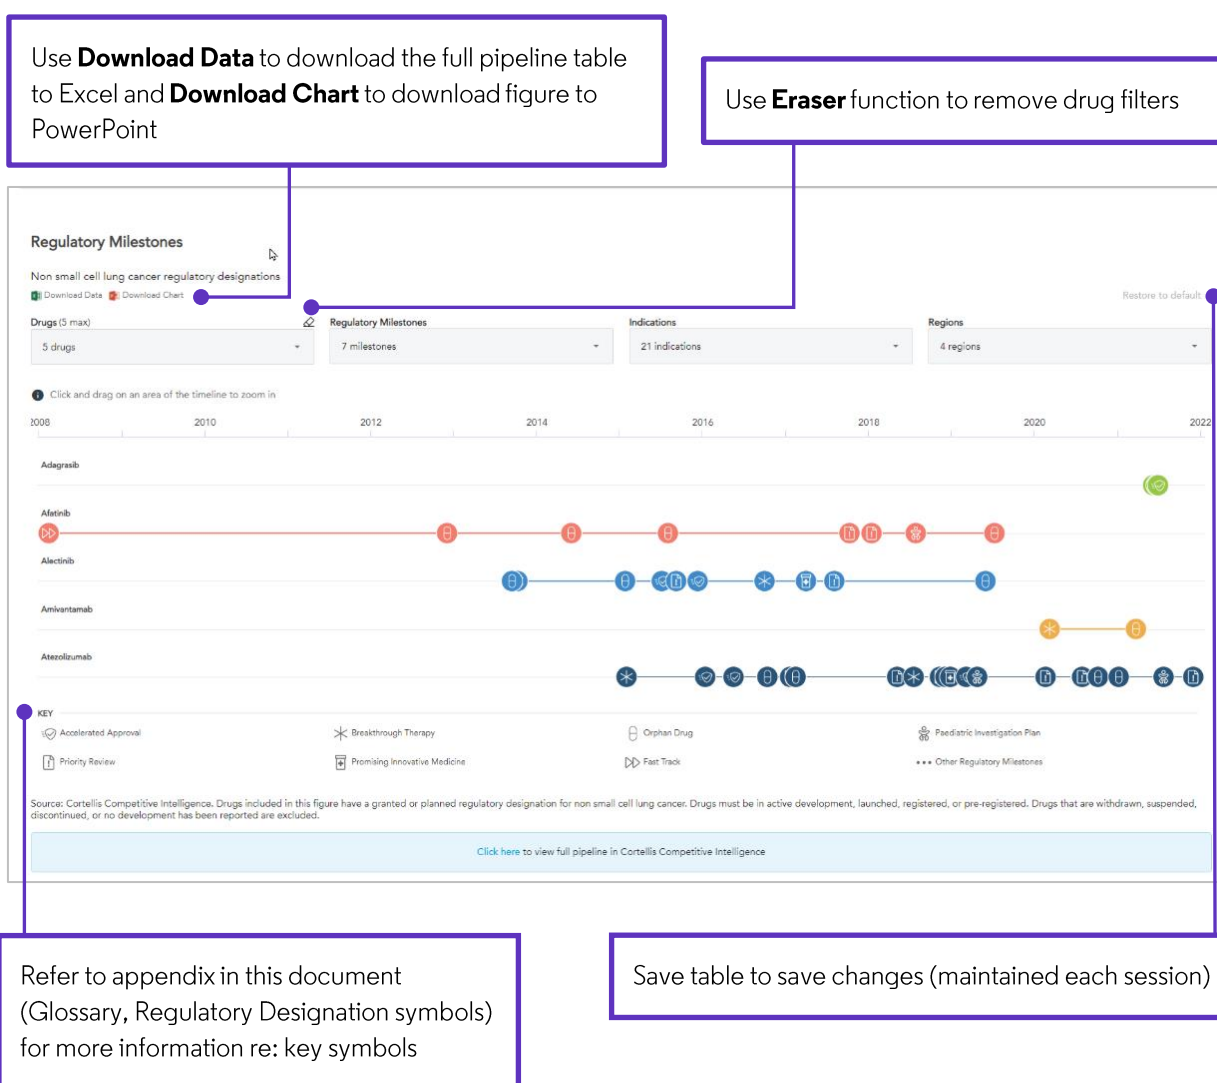 Use Download Data to download the full pipeline table
to Excel and Download Chart to download figure to
PowerPoint
Use Eraser function to remove drug filters
Regulatory Milestones
Non small cell lung cancer regulatory designations
Download Data Download Chart
Restore to default
Drugs (5 max)
Regulatory Milestones
Indications
Regions
5 drugs
7 milestones
21 indications
4 regions
Click and drag on an area of the timeline to zoom in
2008 2010 2012 2014 2016 2018 2020 2022
Adagrasib
Afatinib
Alectinib
Amivantamab
Atezolizumab
KEY
Accelerated Approval
Breakthrough Therapy
Orphan Drug
Paediatric Investigation Plan
Priority Review
Promising Innovative Medicine
Fast Track
Other Regulatory Milestones
Source: Cortellis Competitive Intelligence. Drugs included in this figure have a granted or planned regulatory designation for non small cell lung cancer. Drugs must be in active development, launched, registered, or pre-registered. Drugs that are withdrawn, suspended,
discontinued, or no development has been reported are excluded.
Click here to view full pipeline in Cortellis Competitive Intelligence
Refer to appendix in this document
(Glossary, Regulatory Designation symbols)
for more information re: key symbols
Save table to save changes (maintained each session)